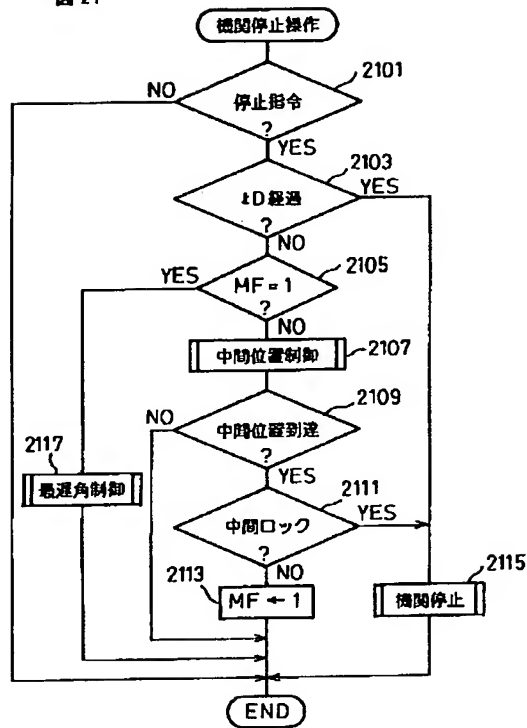 図 21
機関停止操作
2101
NO
停止指令
?
YES
2103
tD経過
YES
?
NO
2105
YES
MF=1
?
NO
中間位置制御
2107
2109
NO
中間位置到達
?
YES
2117
最遅角制御
2111
中間ロック
YES
?
NO
2113
MF←1
2115
機関停止
END